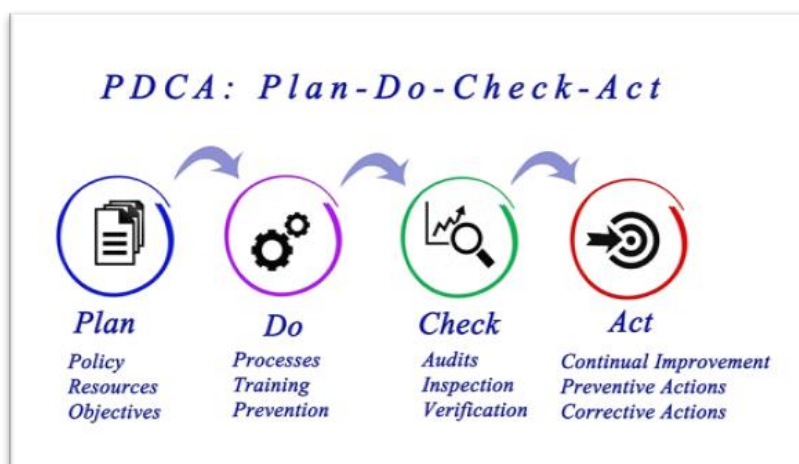 PDCA: Plan-Do-Check-Act
Plan
Policy
Resources
Objectives
Do
Processes
Training
Prevention
Check
Audits
Inspection
Verification
Act
Continual Improvement
Preventive Actions
Corrective Actions